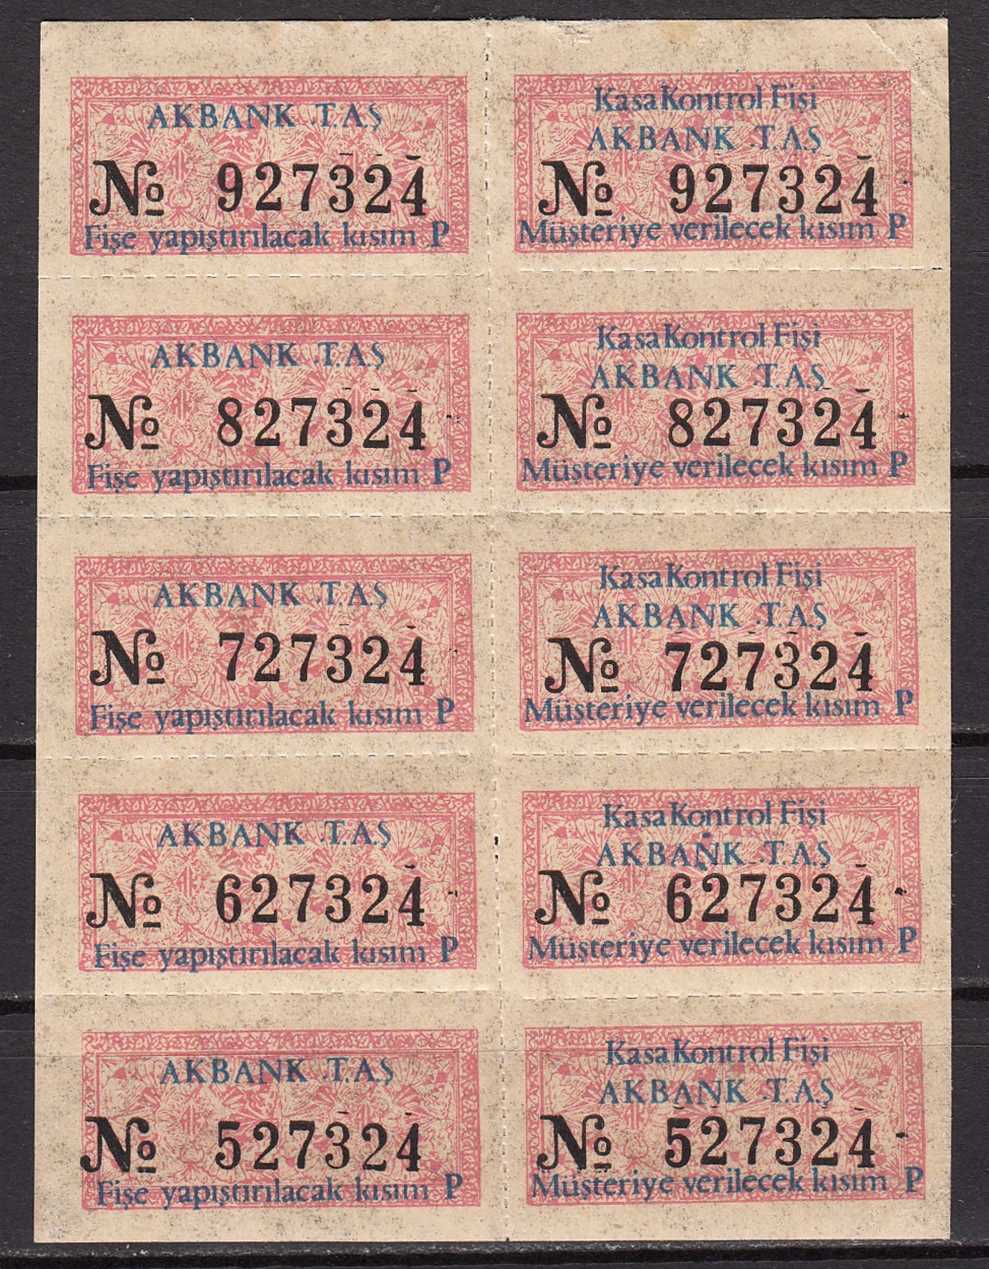 AKBANK T.A.Ş
№ 927324
Fişe yapıştırılacak kısım P
Kasa Kontrol Fişi
AKBANK T.A.Ş
№ 927324
Müşteriye verilecek kısım P
AKBANK T.A.Ş
№ 827324
Fişe yapıştırılacak kısım P
Kasa Kontrol Fişi
AKBANK T.A.Ş
№ 827324
Müşteriye verilecek kısım P
AKBANK T.A.Ş
№ 727324
Fişe yapıştırılacak kısım P
Kasa Kontrol Fişi
AKBANK T.A.Ş
№ 727324
Müşteriye verilecek kısım P
AKBANK T.A.Ş
№ 627324
Fişe yapıştırılacak kısım P
Kasa Kontrol Fişi
AKBANK T.A.Ş
№ 627324
Müşteriye verilecek kısım P
AKBANK T.A.Ş
№ 527324
Fişe yapıştırılacak kısım P
Kasa Kontrol Fişi
AKBANK T.A.Ş
№ 527324
Müşteriye verilecek kısım P